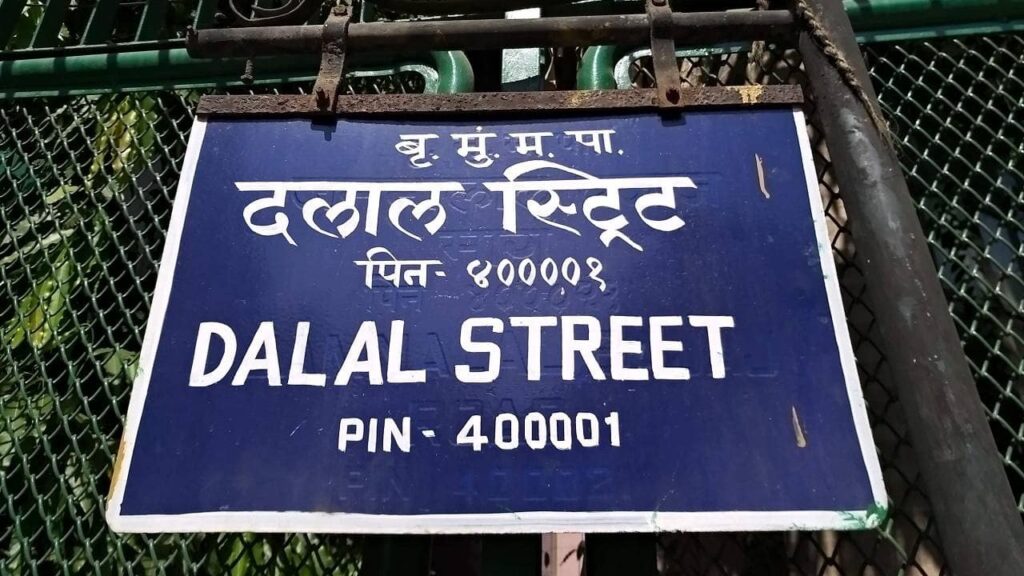 बृ. मुं. म. पा.
दलाल स्ट्रिट
पिन- ४००००१
DALAL STREET
PIN - 400001